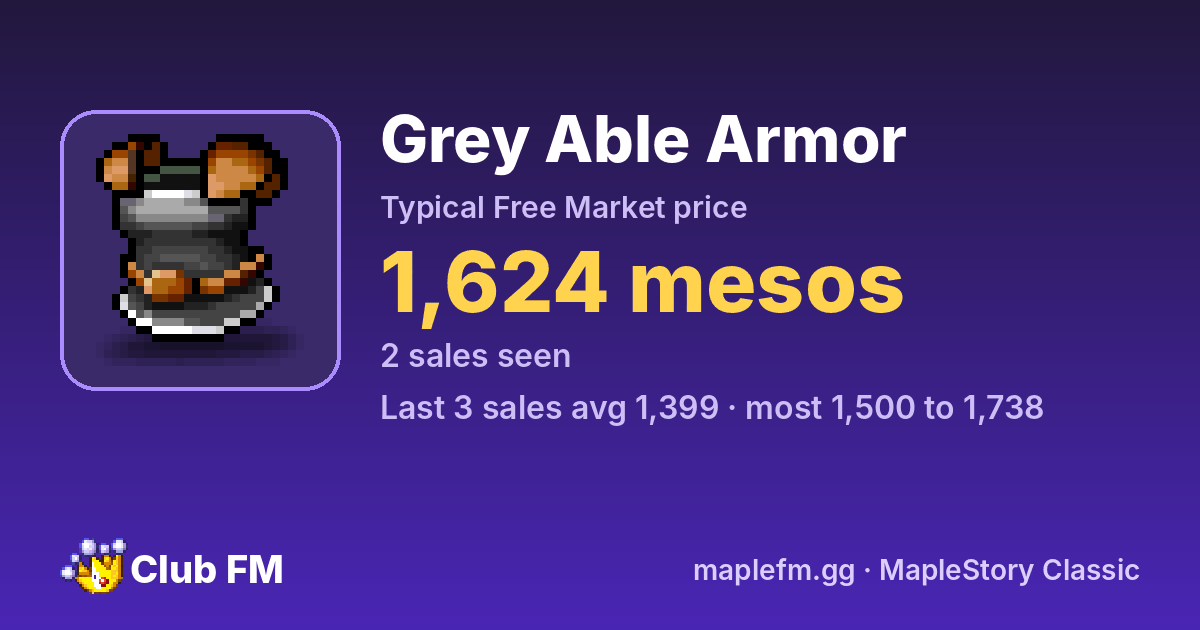 Grey Able Armor
Typical Free Market price
1,624 mesos
2 sales seen
Last 3 sales avg 1,399 · most 1,500 to 1,738
Club FM
maplefm.gg · MapleStory Classic